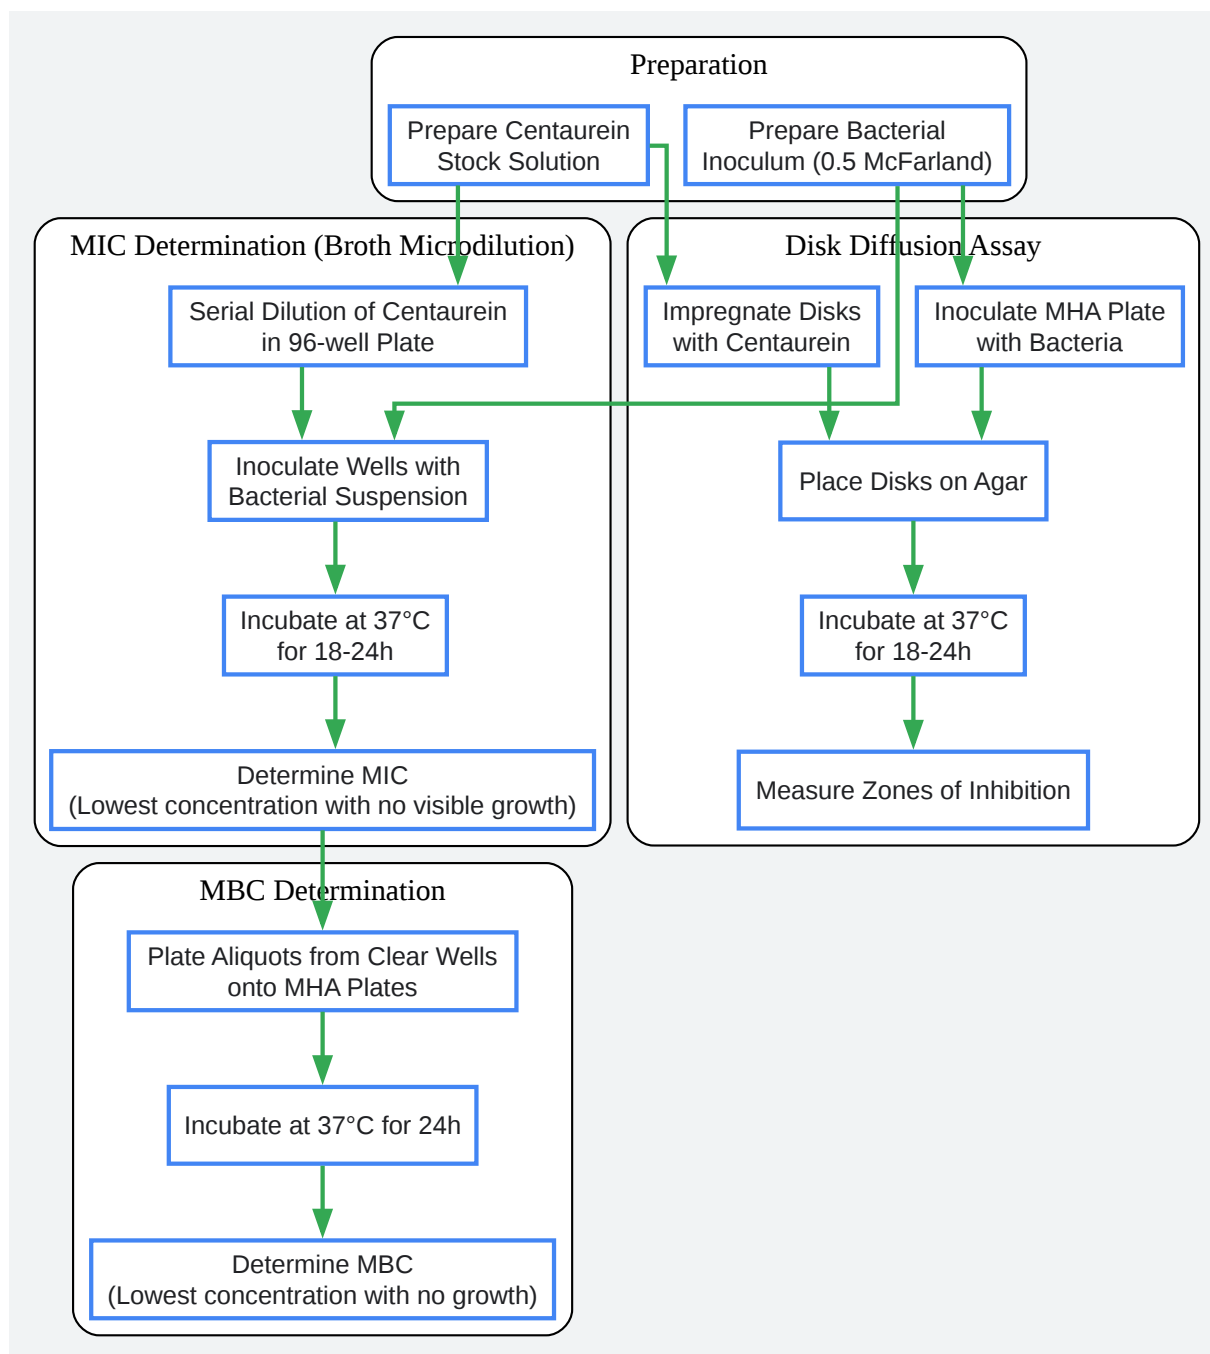 Preparation
Prepare Centaurein
Stock Solution
Prepare Bacterial
Inoculum (0.5 McFarland)
MIC Determination (Broth Microdilution)
Serial Dilution of Centaurein
in 96-well Plate
Inoculate Wells with
Bacterial Suspension
Incubate at 37°C
for 18-24h
Determine MIC
(Lowest concentration with no visible growth)
Disk Diffusion Assay
Impregnate Disks
with Centaurein
Inoculate MHA Plate
with Bacteria
Place Disks on Agar
Incubate at 37°C
for 18-24h
Measure Zones of Inhibition
MBC Determination
Plate Aliquots from Clear Wells
onto MHA Plates
Incubate at 37°C for 24h
Determine MBC
(Lowest concentration with no growth)